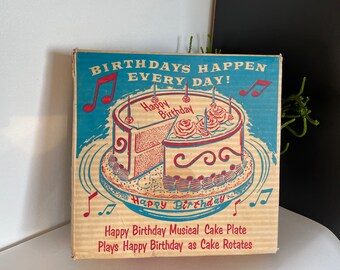 BIRTHDAYS HAPPEN
EVERY DAY!
Happy
Birthday
Happy Birthday
Happy Birthday Musical Cake Plate
Plays Happy Birthday as Cake Rotates